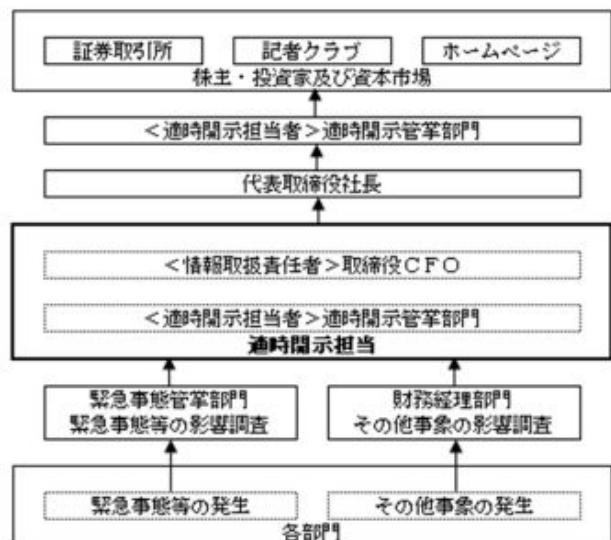 証券取引所 記者クラブ ホームページ
株主・投資家及び資本市場
＜適時開示担当者＞適時開示管掌部門
代表取締役社長
＜情報取扱責任者＞取締役ＣＦＯ
＜適時開示担当者＞適時開示管掌部門
適時開示担当
緊急事態管掌部門 財務経理部門
緊急事態等の影響調査 その他事象の影響調査
緊急事態等の発生 その他事象の発生
各部門